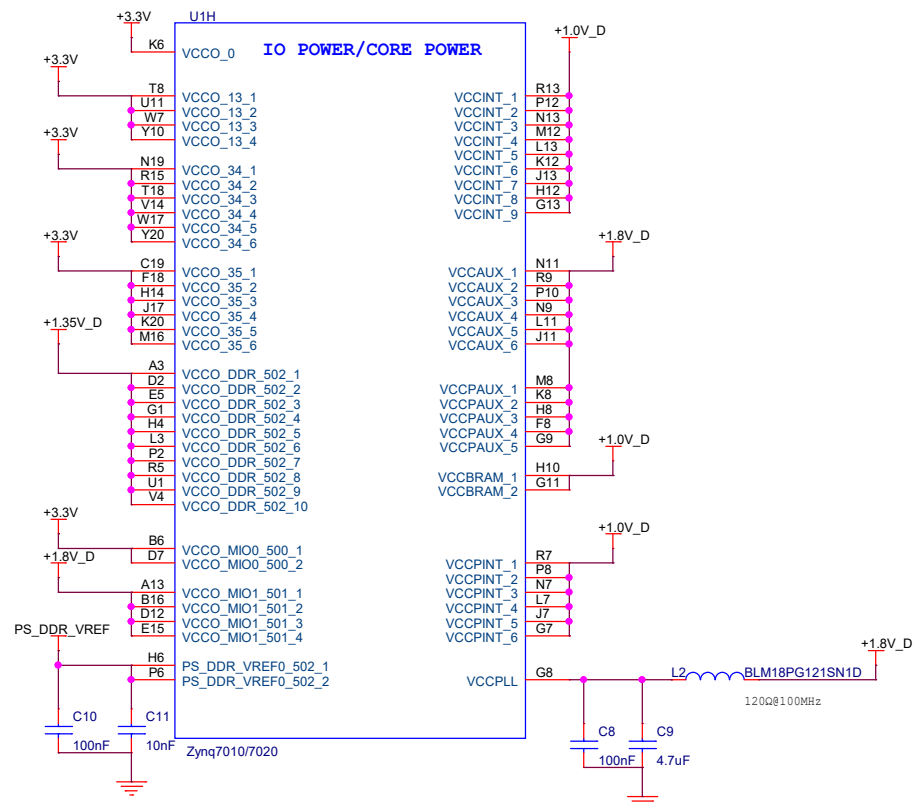 U1H
IO POWER/CORE POWER
+3.3V
K6 VCCO_0
+3.3V
T8 VCCO_13_1
U11 VCCO_13_2
W7 VCCO_13_3
Y10 VCCO_13_4
+3.3V
N19 VCCO_34_1
R15 VCCO_34_2
T18 VCCO_34_3
V14 VCCO_34_4
W17 VCCO_34_5
Y20 VCCO_34_6
+3.3V
C19 VCCO_35_1
F18 VCCO_35_2
H14 VCCO_35_3
J17 VCCO_35_4
K20 VCCO_35_5
M16 VCCO_35_6
+1.35V_D
A3 VCCO_DDR_502_1
D2 VCCO_DDR_502_2
E5 VCCO_DDR_502_3
G1 VCCO_DDR_502_4
H4 VCCO_DDR_502_5
L3 VCCO_DDR_502_6
P2 VCCO_DDR_502_7
R5 VCCO_DDR_502_8
U1 VCCO_DDR_502_9
V4 VCCO_DDR_502_10
+3.3V
B6 VCCO_MIO0_500_1
D7 VCCO_MIO0_500_2
+1.8V_D
A13 VCCO_MIO1_501_1
B16 VCCO_MIO1_501_2
D12 VCCO_MIO1_501_3
E15 VCCO_MIO1_501_4
PS_DDR_VREF
H6 PS_DDR_VREF0_502_1
P6 PS_DDR_VREF0_502_2
C10
100nF
C11
10nF
Zynq7010/7020
+1.0V_D
VCCINT_1 R13
VCCINT_2 P12
VCCINT_3 N13
VCCINT_4 M12
VCCINT_5 L13
VCCINT_6 K12
VCCINT_7 J13
VCCINT_8 H12
VCCINT_9 G13
+1.8V_D
VCCAUX_1 N11
VCCAUX_2 R9
VCCAUX_3 P10
VCCAUX_4 N9
VCCAUX_5 L11
VCCAUX_6 J11
VCCPAUX_1 M8
VCCPAUX_2 K8
VCCPAUX_3 H8
VCCPAUX_4 F8
VCCPAUX_5 G9
+1.0V_D
VCCBRAM_1 H10
VCCBRAM_2 G11
+1.0V_D
VCCPINT_1 R7
VCCPINT_2 P8
VCCPINT_3 N7
VCCPINT_4 L7
VCCPINT_5 J7
VCCPINT_6 G7
+1.8V_D
VCCPLL G8
L2 BLM18PG121SN1D
120Ω@100MHz
C8
100nF
C9
4.7uF